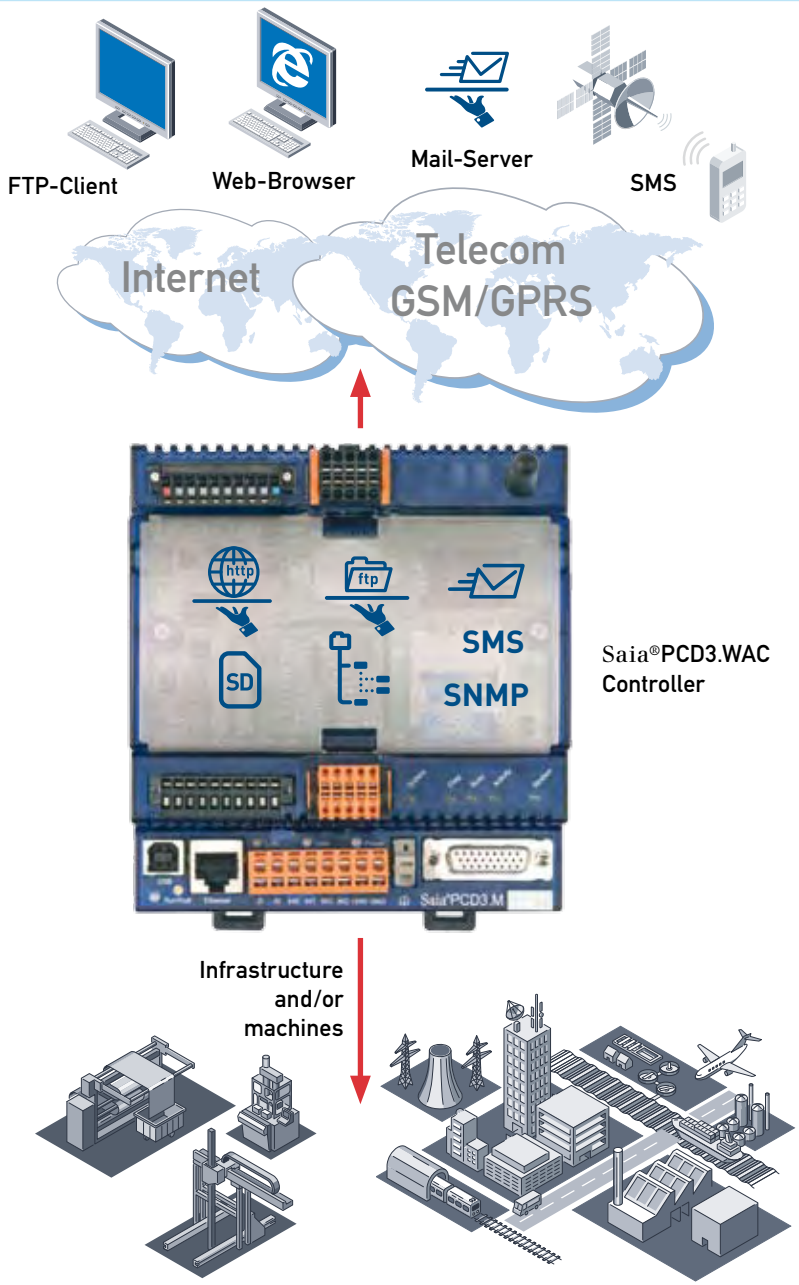 FTP-Client
Web-Browser
Mail-Server
SMS
Internet
Telecom
GSM/GPRS
http
ftp
SD
SMS
SNMP
Saia®PCD3.WAC
Controller
Saia®PCD3.M
Infrastructure
and/or
machines